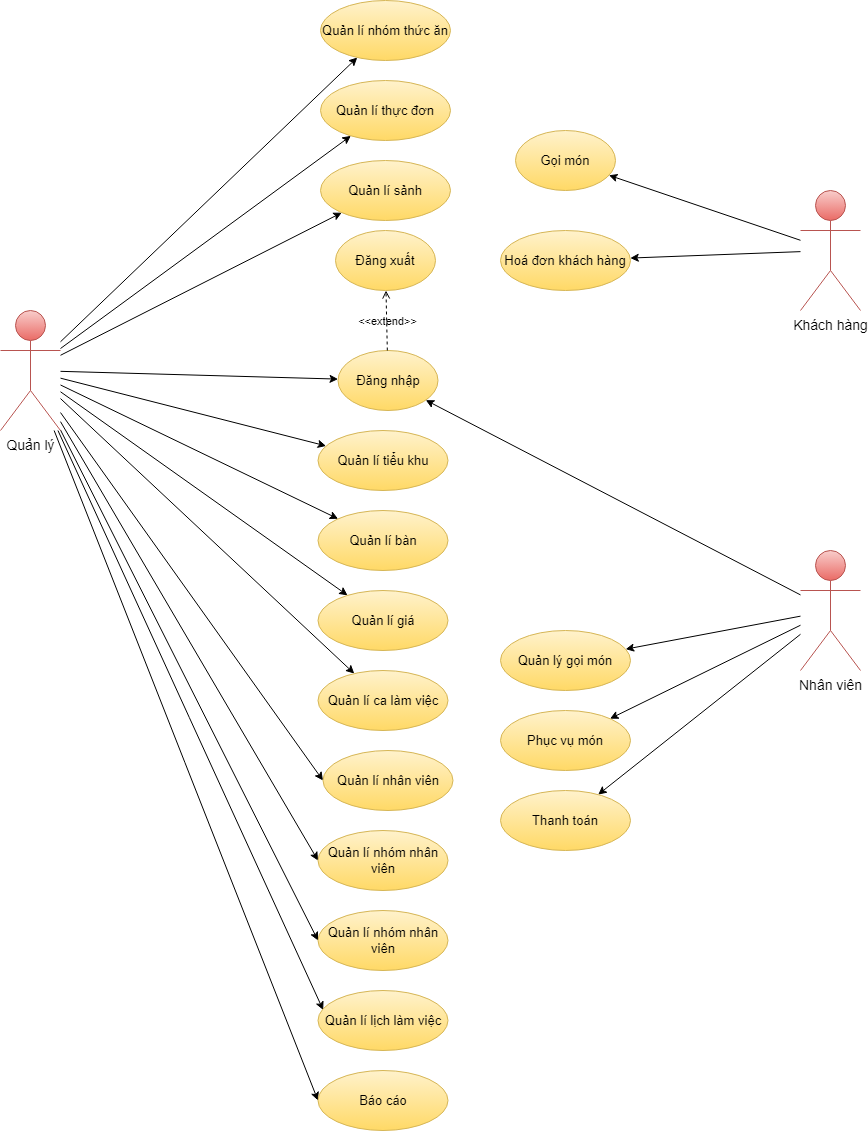 Quản lí nhóm thức ăn
Quản lí thực đơn
Quản lí sảnh
Đăng xuất
<<extend>>
Đăng nhập
Quản lí tiểu khu
Quản lí bàn
Quản lí giá
Quản lí ca làm việc
Quản lí nhân viên
Quản lí nhóm nhân
viên
Quản lí nhóm nhân
viên
Quản lí lịch làm việc
Báo cáo
Quản lý
Gọi món
Hoá đơn khách hàng
Khách hàng
Quản lý gọi món
Phục vụ món
Thanh toán
Nhân viên